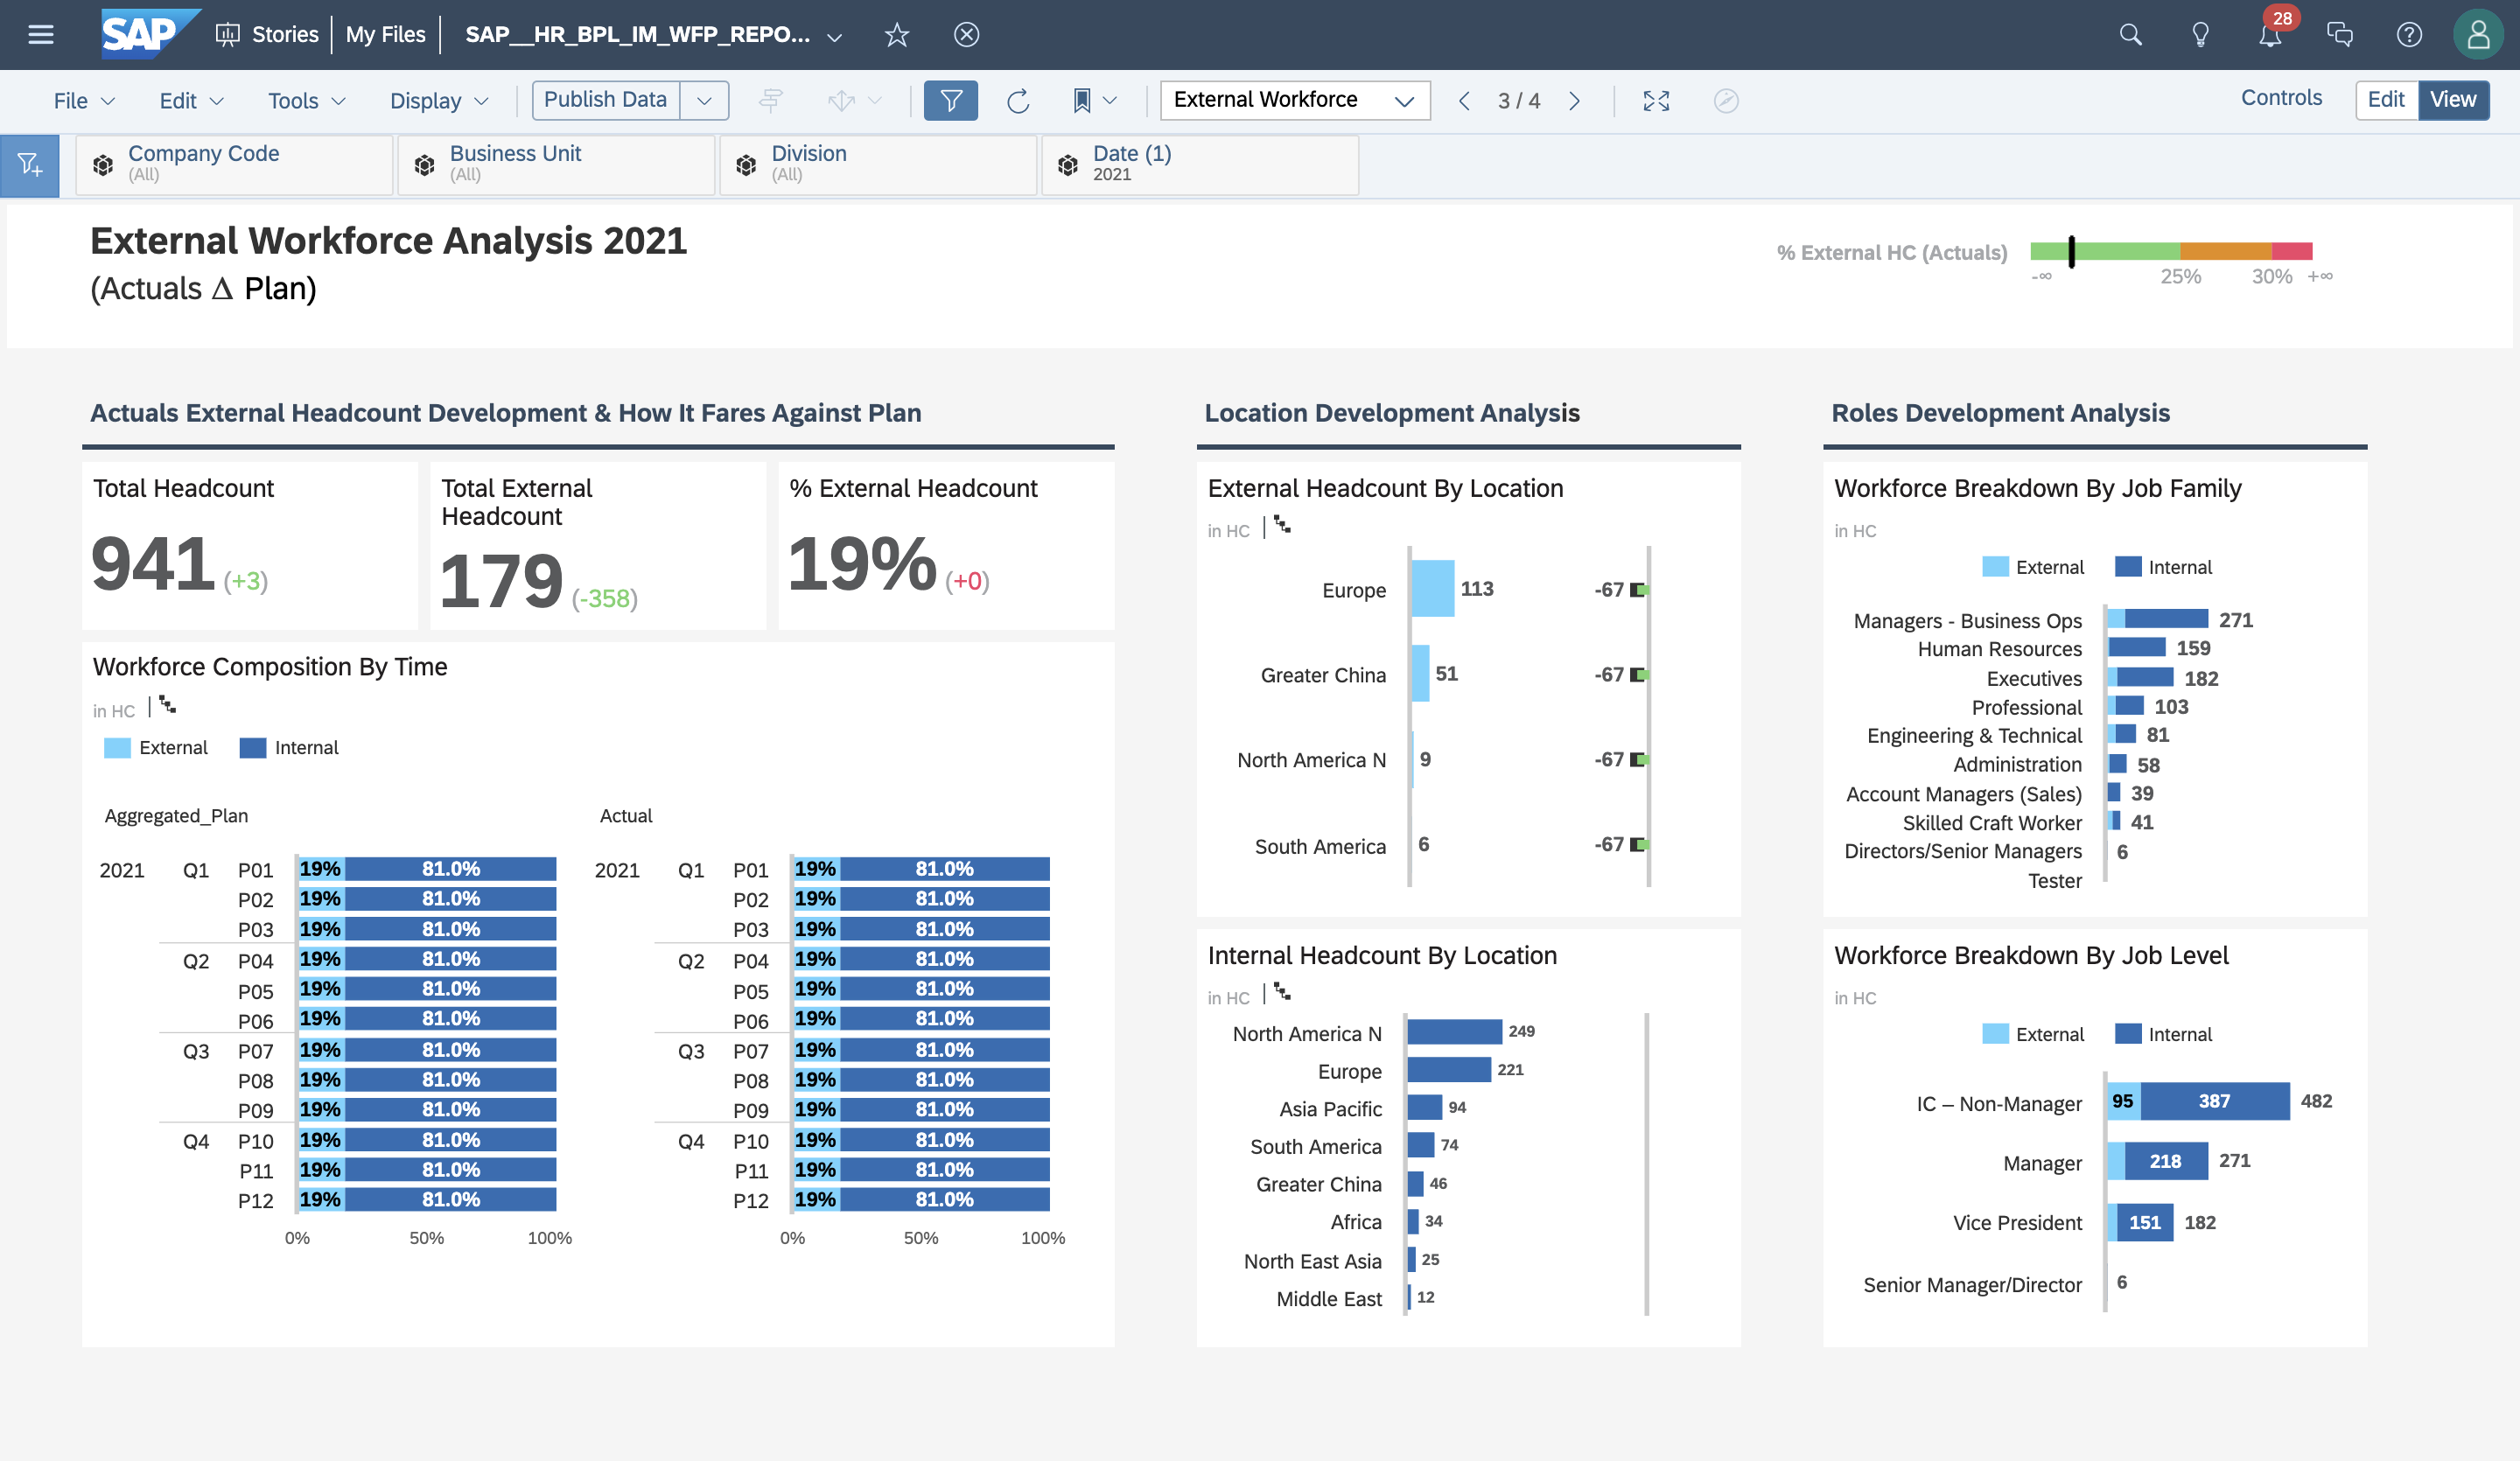 SAP Stories My Files SAP__HR_BPL_IM_WFP_REPO... 28
File Edit Tools Display Publish Data External Workforce 3 / 4 Controls Edit View
Company Code Business Unit Division Date (1)
(All) (All) (All) 2021
External Workforce Analysis 2021
(Actuals Δ Plan)
% External HC (Actuals)
-∞ 25% 30% +∞
Actuals External Headcount Development & How It Fares Against Plan
Total Headcount
941 (+3)
Total External
Headcount
179 (-358)
% External Headcount
19% (+0)
Workforce Composition By Time
in HC
External Internal
Aggregated_Plan Actual
2021 Q1 P01 19% 81.0% 2021 Q1 P01 19% 81.0%
P02 19% 81.0% P02 19% 81.0%
P03 19% 81.0% P03 19% 81.0%
Q2 P04 19% 81.0% Q2 P04 19% 81.0%
P05 19% 81.0% P05 19% 81.0%
P06 19% 81.0% P06 19% 81.0%
Q3 P07 19% 81.0% Q3 P07 19% 81.0%
P08 19% 81.0% P08 19% 81.0%
P09 19% 81.0% P09 19% 81.0%
Q4 P10 19% 81.0% Q4 P10 19% 81.0%
P11 19% 81.0% P11 19% 81.0%
P12 19% 81.0% P12 19% 81.0%
0% 50% 100% 0% 50% 100%
Location Development Analysis
External Headcount By Location
in HC
Europe 113 -67
Greater China 51 -67
North America N 9 -67
South America 6 -67
Internal Headcount By Location
in HC
North America N 249
Europe 221
Asia Pacific 94
South America 74
Greater China 46
Africa 34
North East Asia 25
Middle East 12
Roles Development Analysis
Workforce Breakdown By Job Family
in HC
External Internal
Managers - Business Ops 271
Human Resources 159
Executives 182
Professional 103
Engineering & Technical 81
Administration 58
Account Managers (Sales) 39
Skilled Craft Worker 41
Directors/Senior Managers 6
Tester
Workforce Breakdown By Job Level
in HC
External Internal
IC – Non-Manager 95 387 482
Manager 218 271
Vice President 151 182
Senior Manager/Director 6